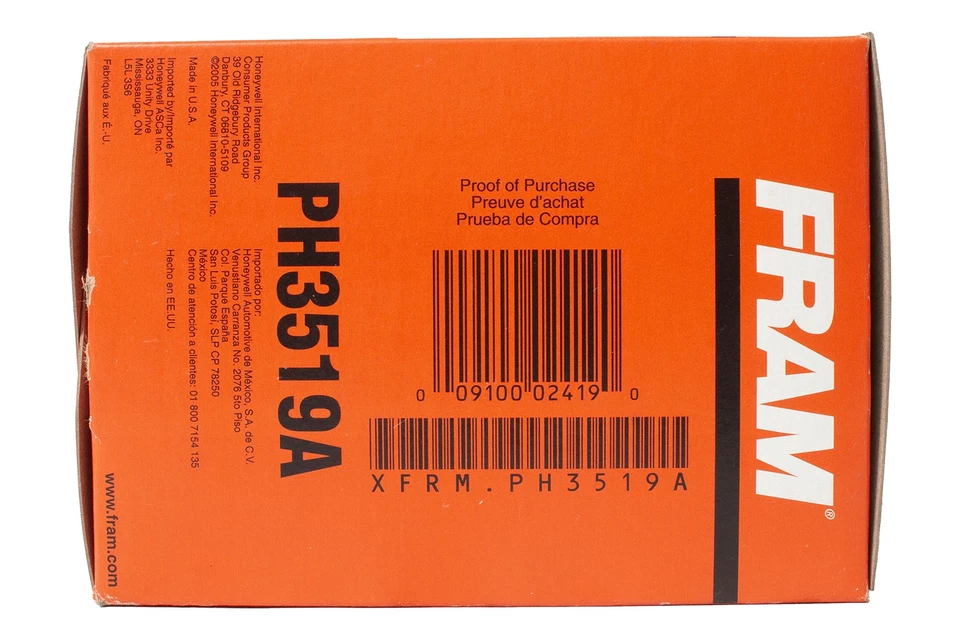 FRAM®
Proof of Purchase
Preuve d'achat
Prueba de Compra
0 09100 02419 0
XFRM.PH3519A
PH3519A
Honeywell International Inc.
Consumer Products Group
39 Old Ridgebury Road
Danbury, CT 06810-5109
©2005 Honeywell International Inc.
Made in U.S.A.
Imported by/Importé par
Honeywell ASCa Inc.
3333 Unity Drive
Mississauga, ON
L5L 3S6
Fabriqué aux É.-U.
Importado por:
Honeywell Automotive de México, S.A. de C.V.
Venustiano Carranza No. 2076 5to Piso
Col. Parque España
San Luis Potosí, SLP CP 78250
México
Centro de atención a clientes: 01 800 7154 135
Hecho en EE.UU.
www.fram.com